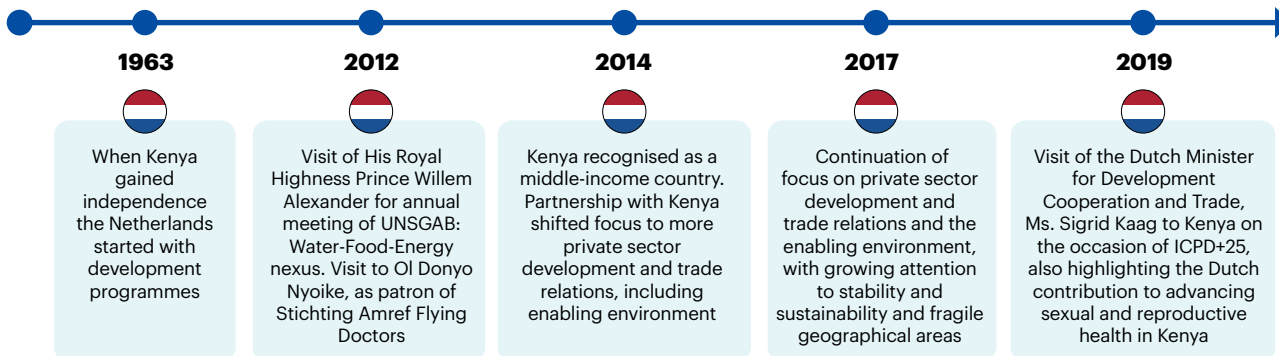 1963
When Kenya
gained
independence
the Netherlands
started with
development
programmes
2012
Visit of His Royal
Highness Prince Willem
Alexander for annual
meeting of UNSGAB:
Water-Food-Energy
nexus. Visit to Ol Donyo
Nyoike, as patron of
Stichting Amref Flying
Doctors
2014
Kenya recognised as a
middle-income country.
Partnership with Kenya
shifted focus to more
private sector
development and trade
relations, including
enabling environment
2017
Continuation of
focus on private sector
development and
trade relations and the
enabling environment,
with growing attention
to stability and
sustainability and fragile
geographical areas
2019
Visit of the Dutch Minister
for Development
Cooperation and Trade,
Ms. Sigrid Kaag to Kenya on
the occasion of ICPD+25,
also highlighting the Dutch
contribution to advancing
sexual and reproductive
health in Kenya